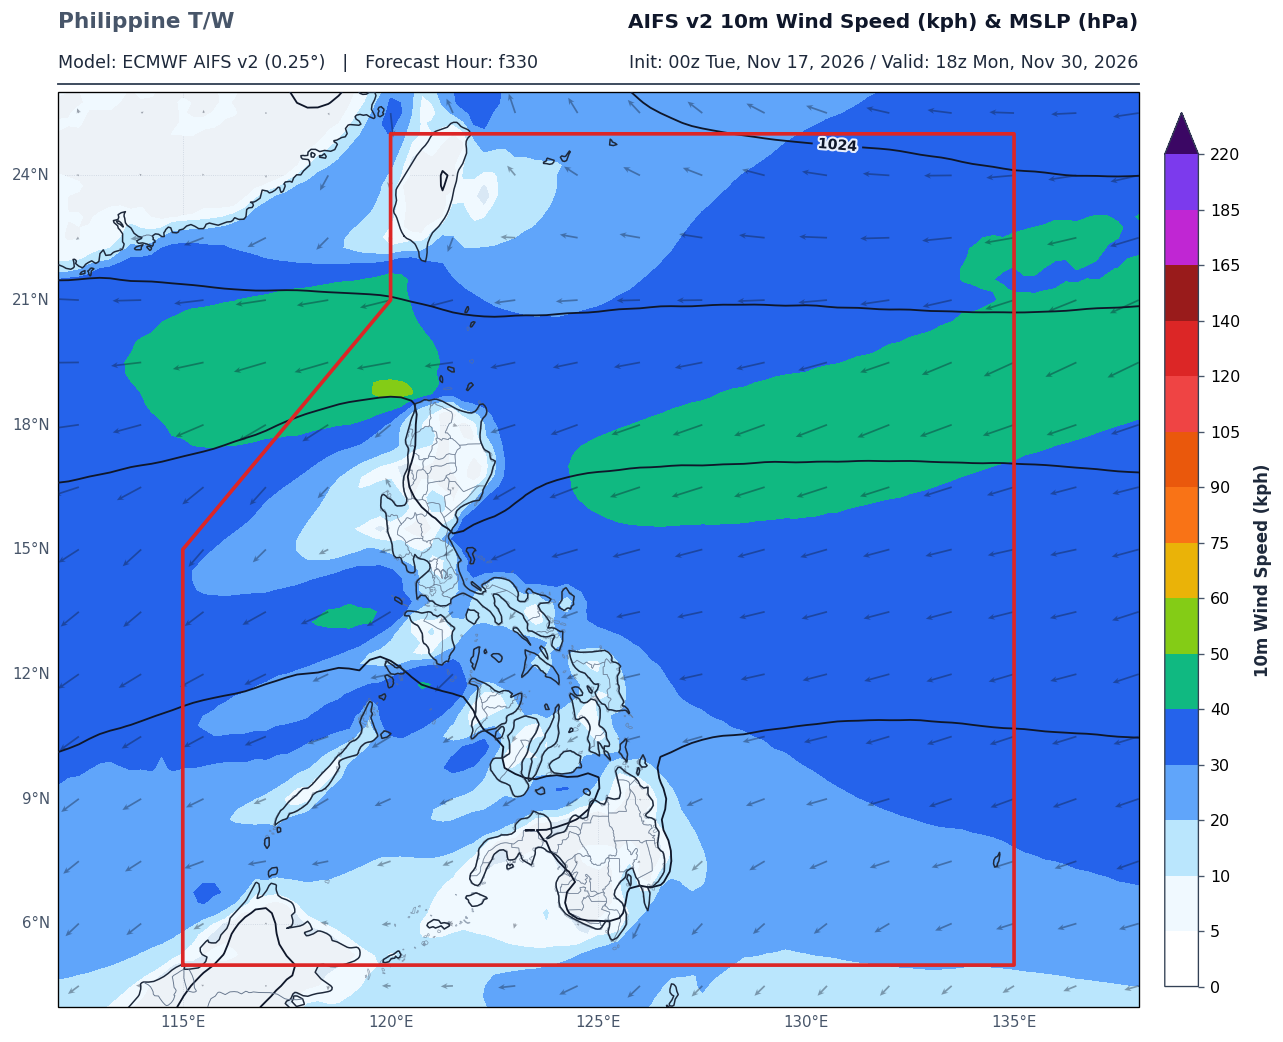 Philippine T/W
AIFS v2 10m Wind Speed (kph) & MSLP (hPa)
Model: ECMWF AIFS v2 (0.25°) | Forecast Hour: f330
Init: 00z Tue, Nov 17, 2026 / Valid: 18z Mon, Nov 30, 2026
1024
24°N
21°N
18°N
15°N
12°N
9°N
6°N
115°E
120°E
125°E
130°E
135°E
220
185
165
140
120
105
90
75
60
50
40
30
20
10
5
0
10m Wind Speed (kph)